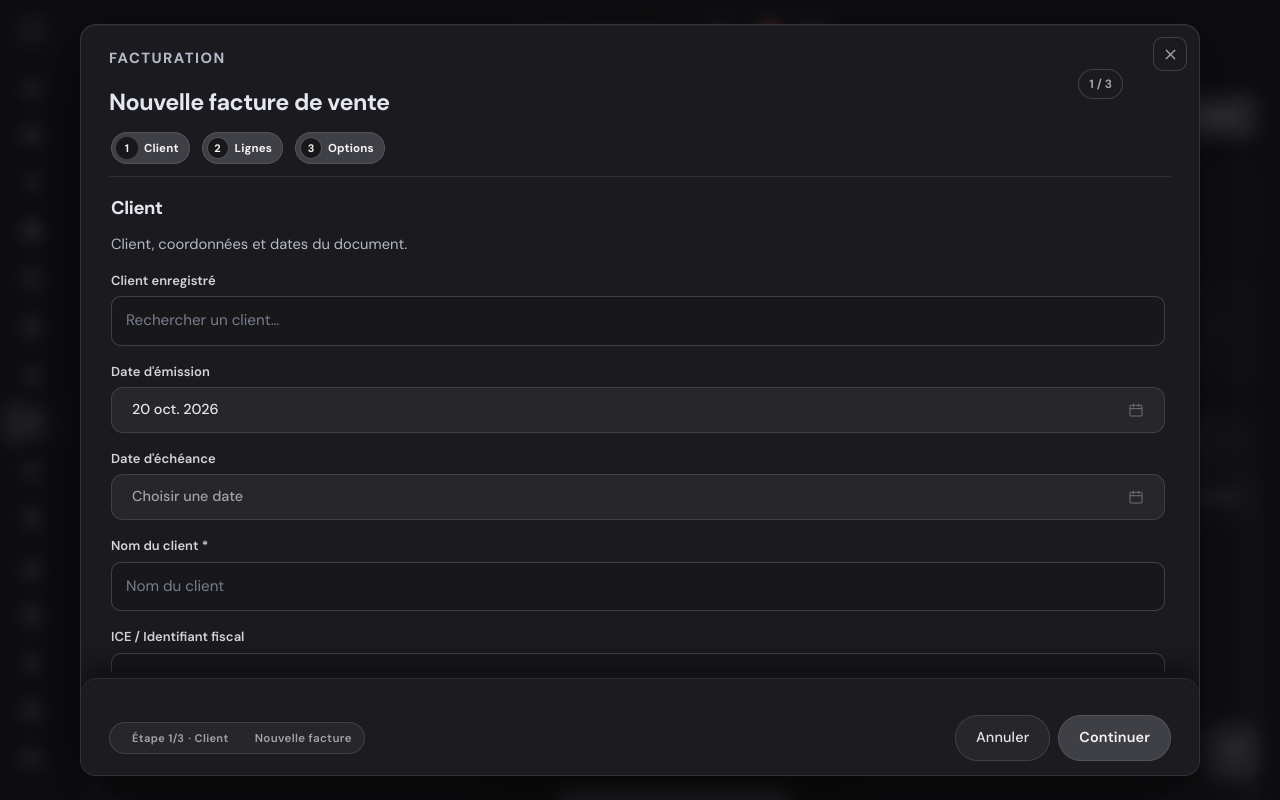 FACTURATION
1 / 3
Nouvelle facture de vente
1 Client 2 Lignes 3 Options
Client
Client, coordonnées et dates du document.
Client enregistré
Rechercher un client...
Date d'émission
20 oct. 2026
Date d'échéance
Choisir une date
Nom du client *
Nom du client
ICE / Identifiant fiscal
Étape 1/3 · Client Nouvelle facture
Annuler Continuer